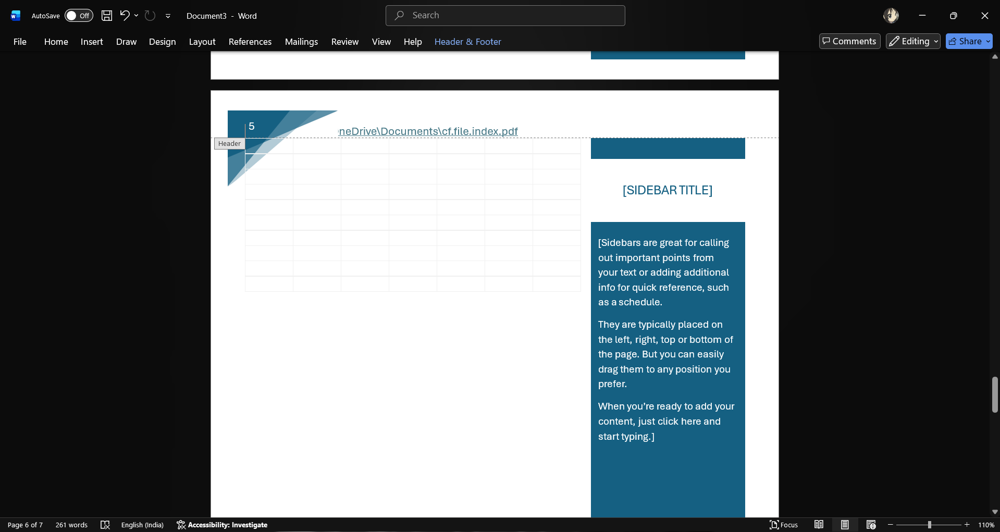 AutoSave Off Document3 - Word Search
File Home Insert Draw Design Layout References Mailings Review View Help Header & Footer Comments Editing Share
5
neDrive\Documents\cf.file.index.pdf
Header
[SIDEBAR TITLE]
[Sidebars are great for calling
out important points from
your text or adding additional
info for quick reference, such
as a schedule.
They are typically placed on
the left, right, top or bottom of
the page. But you can easily
drag them to any position you
prefer.
When you’re ready to add your
content, just click here and
start typing.]
Page 6 of 7 261 words English (India) Accessibility: Investigate Focus 110%